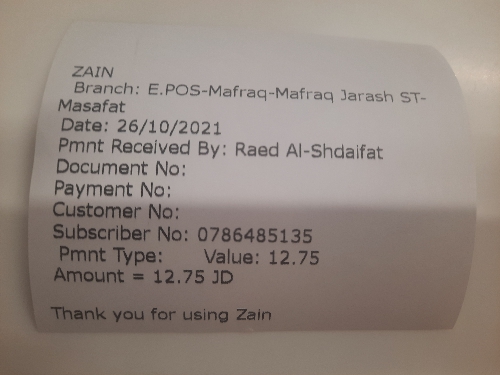 ZAIN
Branch: E.POS-Mafraq-Mafraq Jarash ST-
Masafat
Date: 26/10/2021
Pmnt Received By: Raed Al-Shdaifat
Document No:
Payment No:
Customer No:
Subscriber No: 0786485135
Pmnt Type: Value: 12.75
Amount = 12.75 JD
Thank you for using Zain